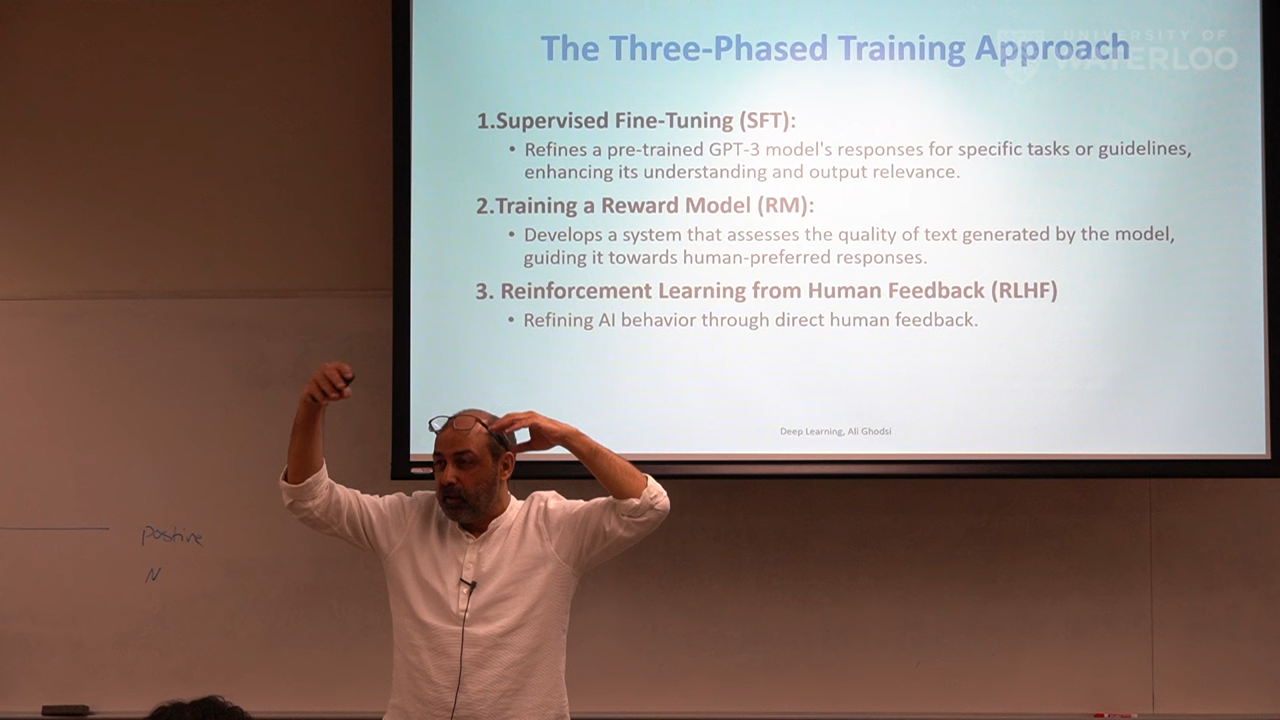 The Three-Phased Training Approach
UNIVERSITY OF
WATERLOO
1.Supervised Fine-Tuning (SFT):
• Refines a pre-trained GPT-3 model's responses for specific tasks or guidelines,
enhancing its understanding and output relevance.
2.Training a Reward Model (RM):
• Develops a system that assesses the quality of text generated by the model,
guiding it towards human-preferred responses.
3. Reinforcement Learning from Human Feedback (RLHF)
• Refining AI behavior through direct human feedback.
Deep Learning, Ali Ghodsi
positive
N